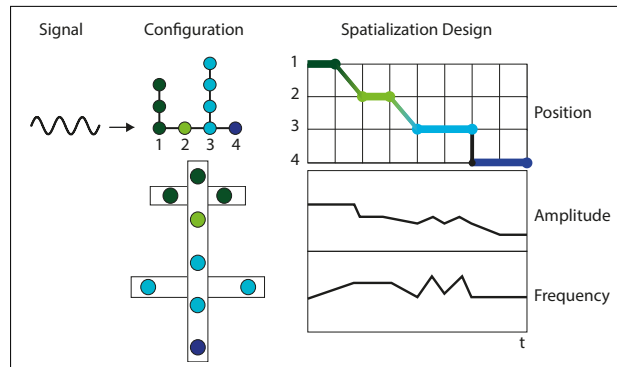 Signal
Configuration
Spatialization Design
1 2 3 4
1
2
3
4
Position
Amplitude
Frequency
t